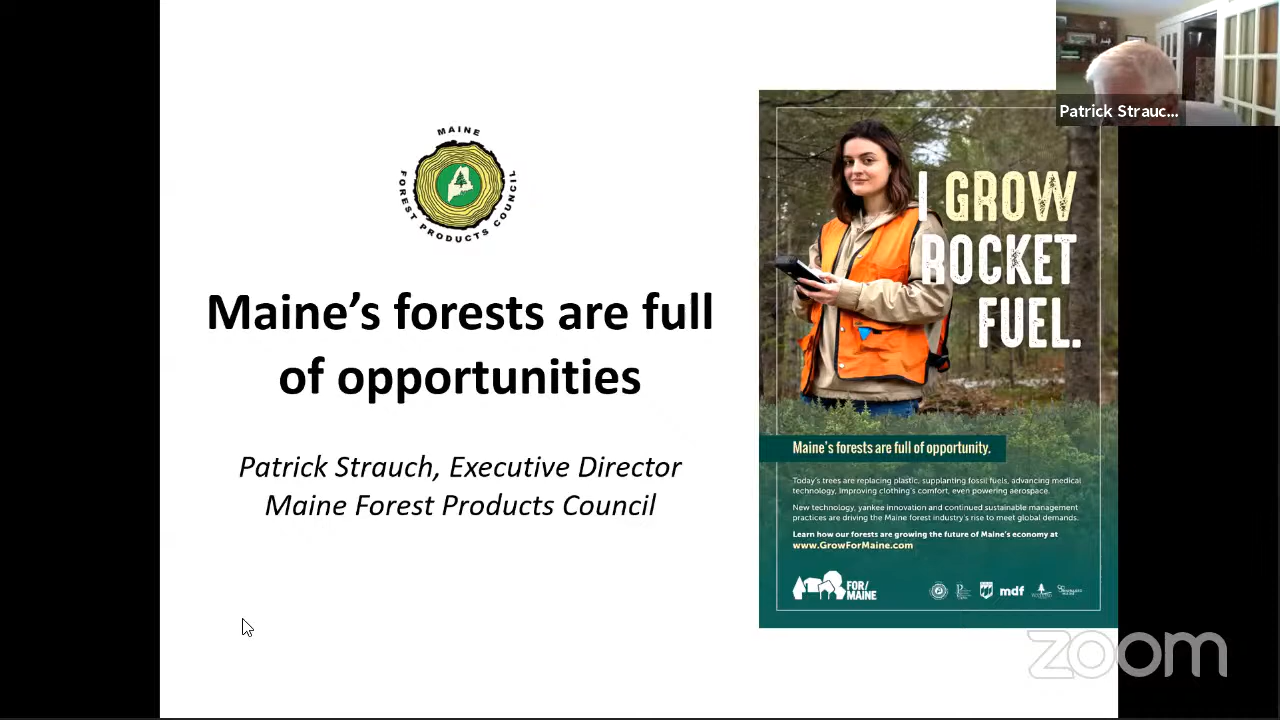 MAINE
FOREST PRODUCTS COUNCIL
Maine's forests are full
of opportunities
Patrick Strauch, Executive Director
Maine Forest Products Council
Patrick Strauc...
I GROW
ROCKET
FUEL.
Maine's forests are full of opportunity.
Today's trees are replacing plastic, supplanting fossil fuels, advancing medical
technology, improving clothing's comfort, even powering aerospace.
New technology, yankee innovation and continued sustainable management
practices are driving the Maine forest industry's rise to meet global demands.
Learn how our forests are growing the future of Maine's economy at
www.GrowForMaine.com
FOR/
MAINE
mdf
zoom